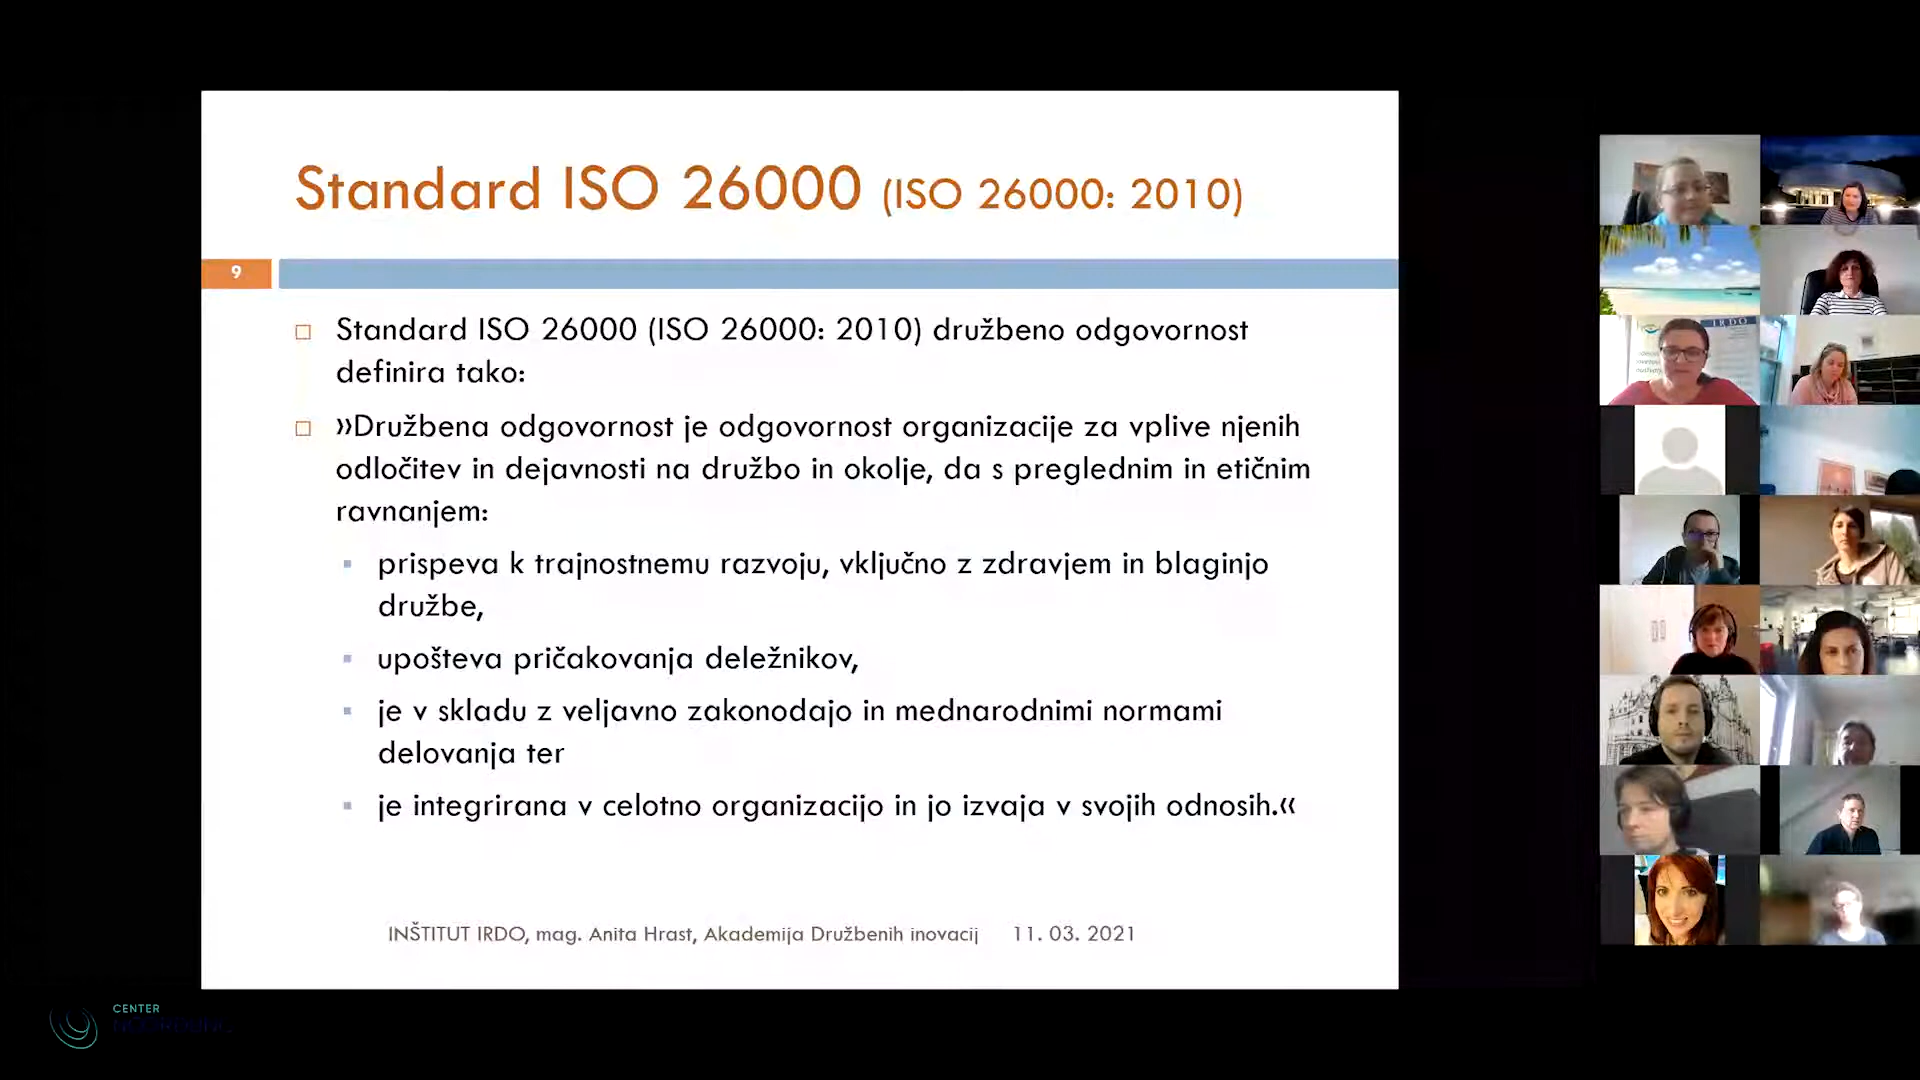 Standard ISO 26000 (ISO 26000: 2010)
9
Standard ISO 26000 (ISO 26000: 2010) družbeno odgovornost
definira tako:
»Družbena odgovornost je odgovornost organizacije za vplive njenih
odločitev in dejavnosti na družbo in okolje, da s preglednim in etičnim
ravnanjem:
prispeva k trajnostnemu razvoju, vključno z zdravjem in blaginjo
družbe,
upošteva pričakovanja deležnikov,
je v skladu z veljavno zakonodajo in mednarodnimi normami
delovanja ter
je integrirana v celotno organizacijo in jo izvaja v svojih odnosih.«
INŠTITUT IRDO, mag. Anita Hrast, Akademija Družbenih inovacij 11. 03. 2021
IRDO
CENTER